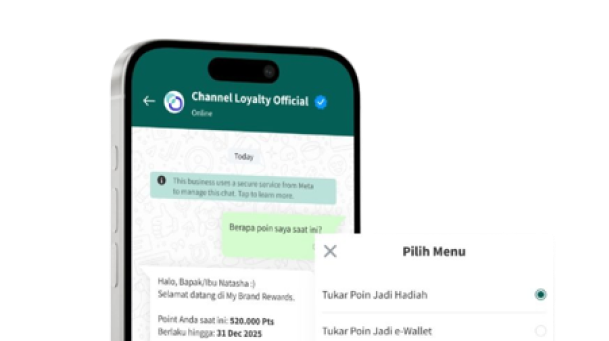 Channel Loyalty Official
Online
Today
This business uses a secure service from Meta
to manage this chat. Tap to learn more.
Berapa poin saya saat ini?
Halo, Bapak/Ibu Natasha :)
Selamat datang di My Brand Rewards.
Point Anda saat ini: 520.000 Pts
Berlaku hingga: 31 Dec 2025
Pilih Menu
Tukar Poin Jadi Hadiah
Tukar Poin Jadi e-Wallet